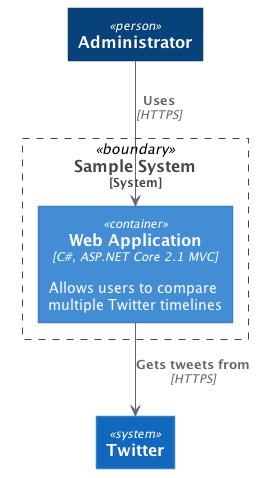 «person»
Administrator
Uses
[HTTPS]
«boundary»
Sample System
[System]
«container»
Web Application
[C#, ASP.NET Core 2.1 MVC]
Allows users to compare
multiple Twitter timelines
Gets tweets from
[HTTPS]
«system»
Twitter